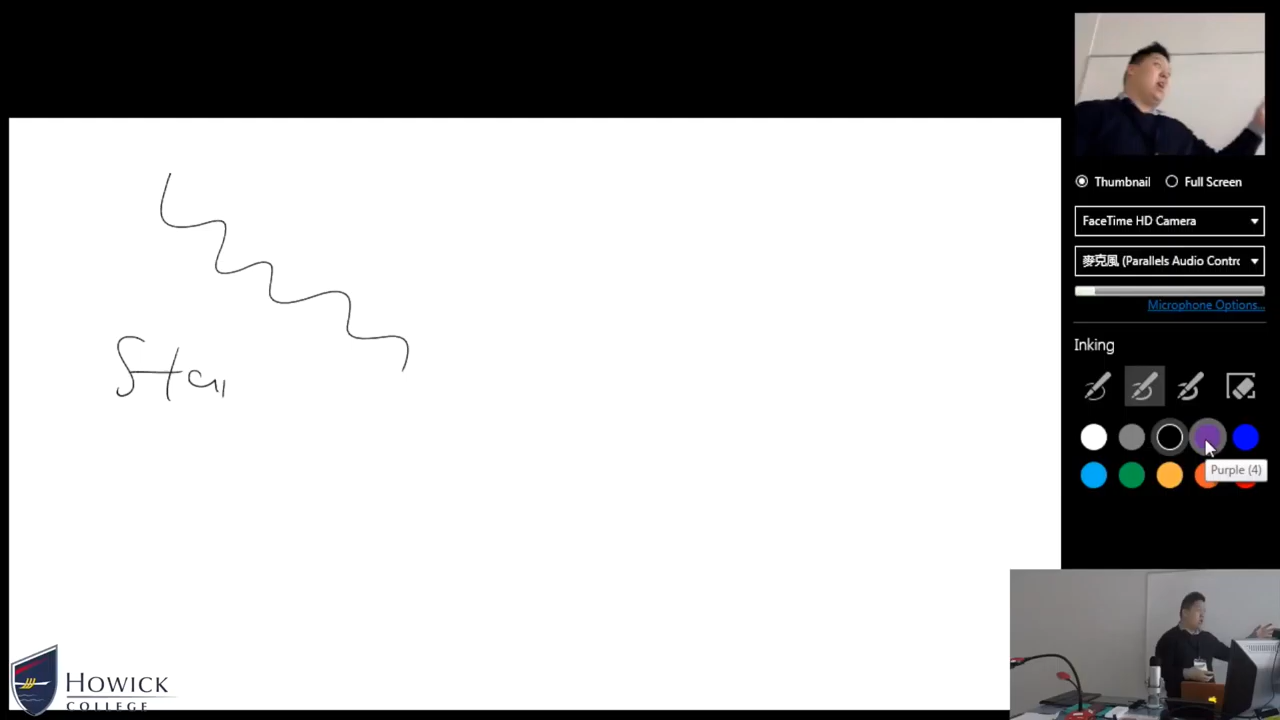 Thumbnail Full Screen
FaceTime HD Camera
麥克風 (Parallels Audio Contro
Microphone Options...
Inking
Purple (4)
HOWICK
COLLEGE